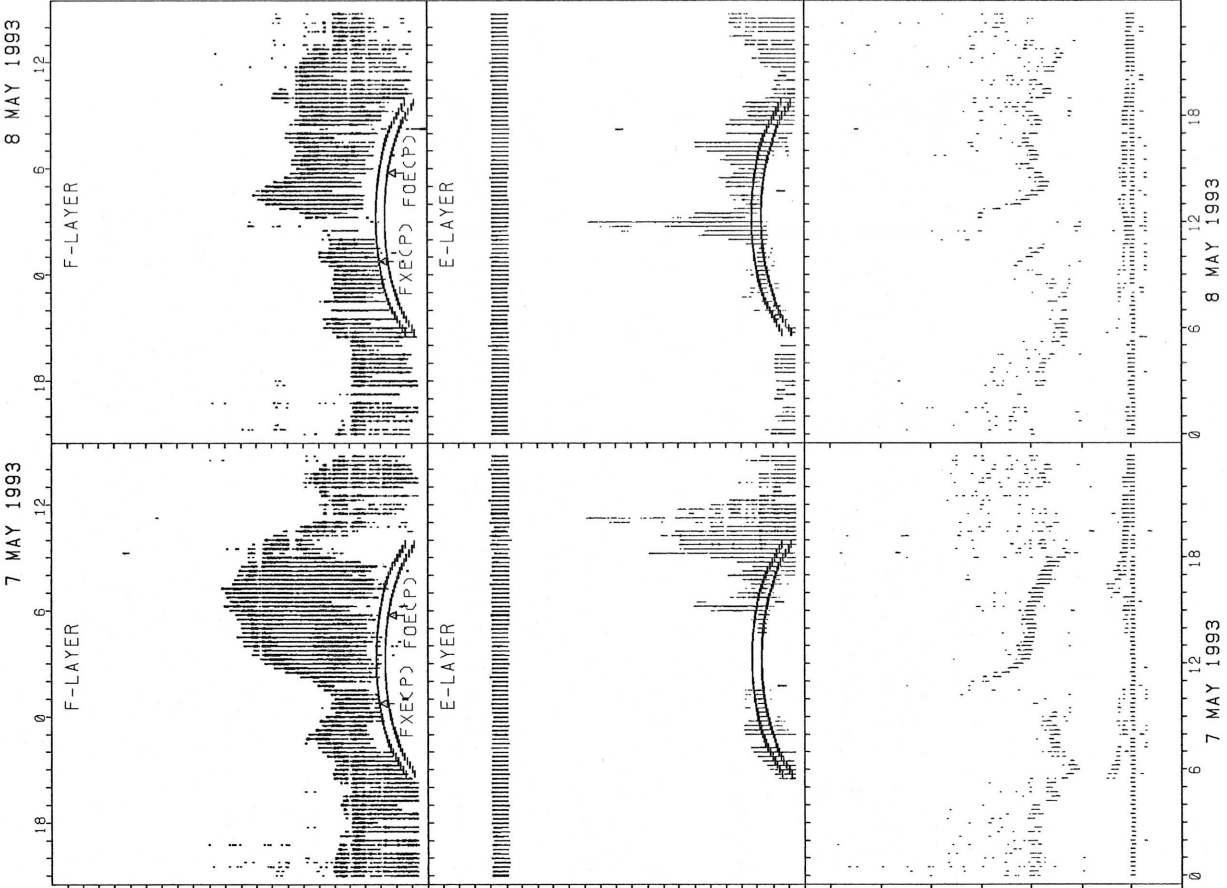 7 MAY 1993
8 MAY 1993
18 0 6 12 18 0 6 12
F-LAYER
F-LAYER
FXE(P) FOE(P)
FXE(P) FOE(P)
E-LAYER
E-LAYER
0 6 12 18 0 6 12 18
7 MAY 1993
8 MAY 1993